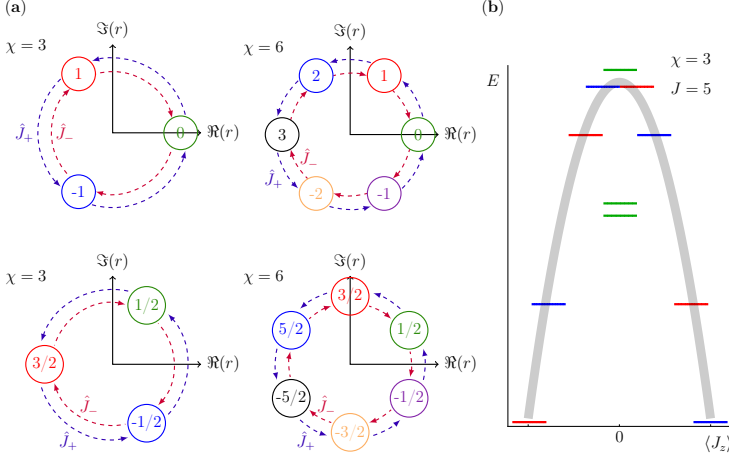 (a)
χ = 3
ℑ(r)
ℜ(r)
1
0
-1
Ĵ₊
Ĵ₋
χ = 6
ℑ(r)
ℜ(r)
2
1
3
0
-2
-1
Ĵ₋
Ĵ₊
χ = 3
ℑ(r)
ℜ(r)
1/2
3/2
-1/2
Ĵ₋
Ĵ₊
χ = 6
ℑ(r)
ℜ(r)
3/2
5/2
1/2
-5/2
-1/2
-3/2
Ĵ₋
Ĵ₊
(b)
E
χ = 3
J = 5
0
⟨J_z⟩